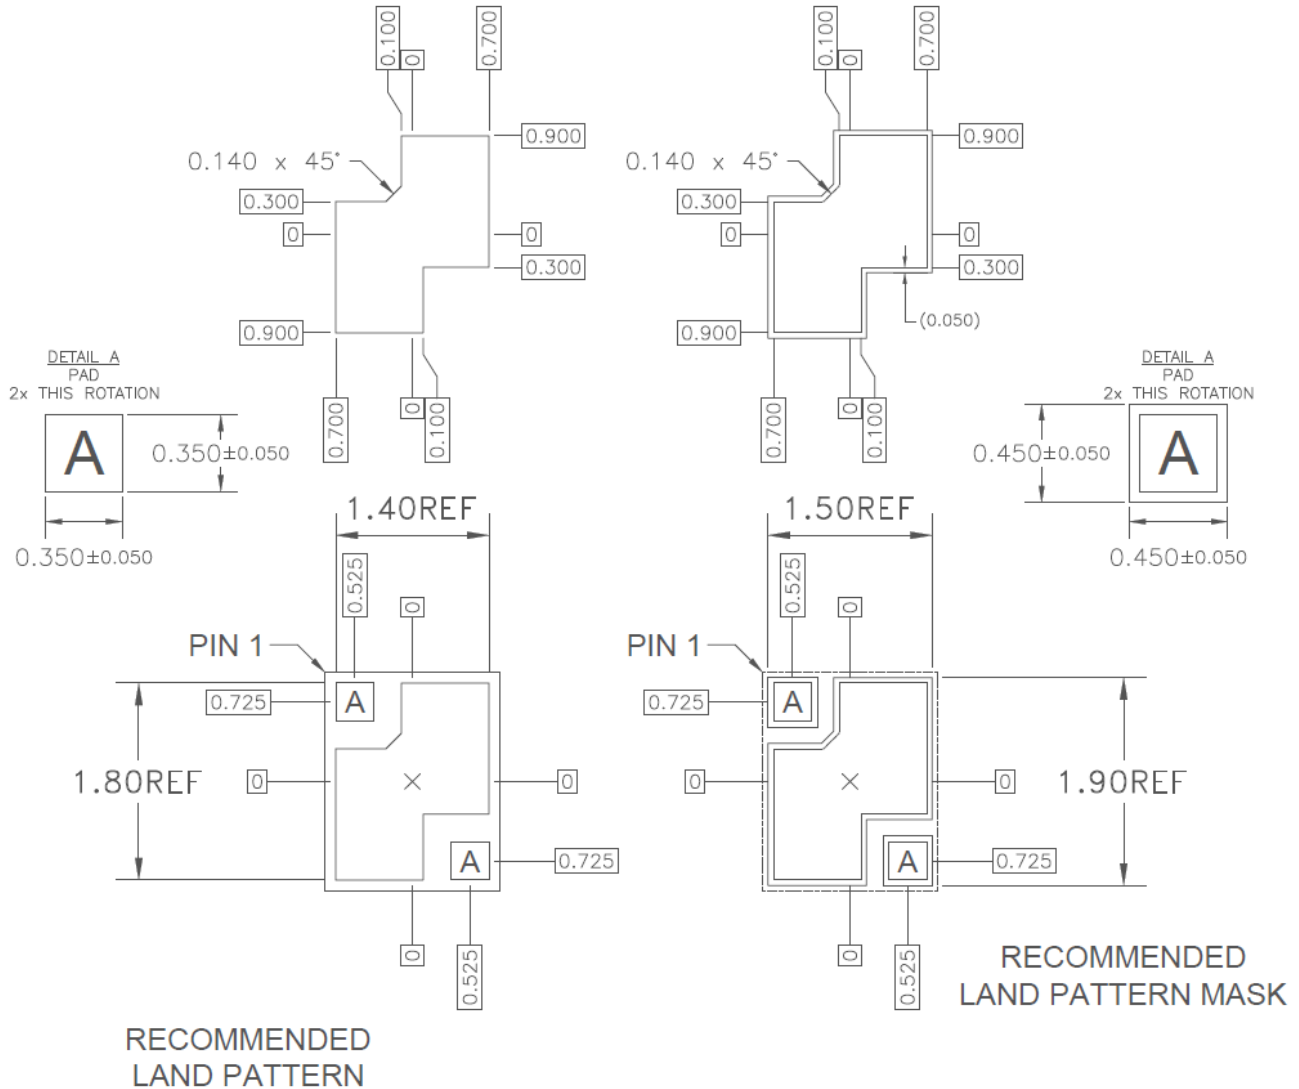 0.100
0
0.700
0.100
0
0.700
0.900
0.900
0.140 x 45°
0.140 x 45°
0.300
0.300
0
0
0
0
0.300
0.300
(0.050)
0.900
0.900
DETAIL A
PAD
2x THIS ROTATION
A
0.350±0.050
0.350±0.050
0.700
0
0.100
0.700
0
0.100
DETAIL A
PAD
2x THIS ROTATION
A
0.450±0.050
0.450±0.050
1.40REF
1.50REF
0.525
0
0.525
0
PIN 1
PIN 1
0.725
A
0.725
A
1.80REF
0
0
0
0
1.90REF
A
0.725
A
0.725
0
0.525
0
0.525
RECOMMENDED
LAND PATTERN MASK
RECOMMENDED
LAND PATTERN